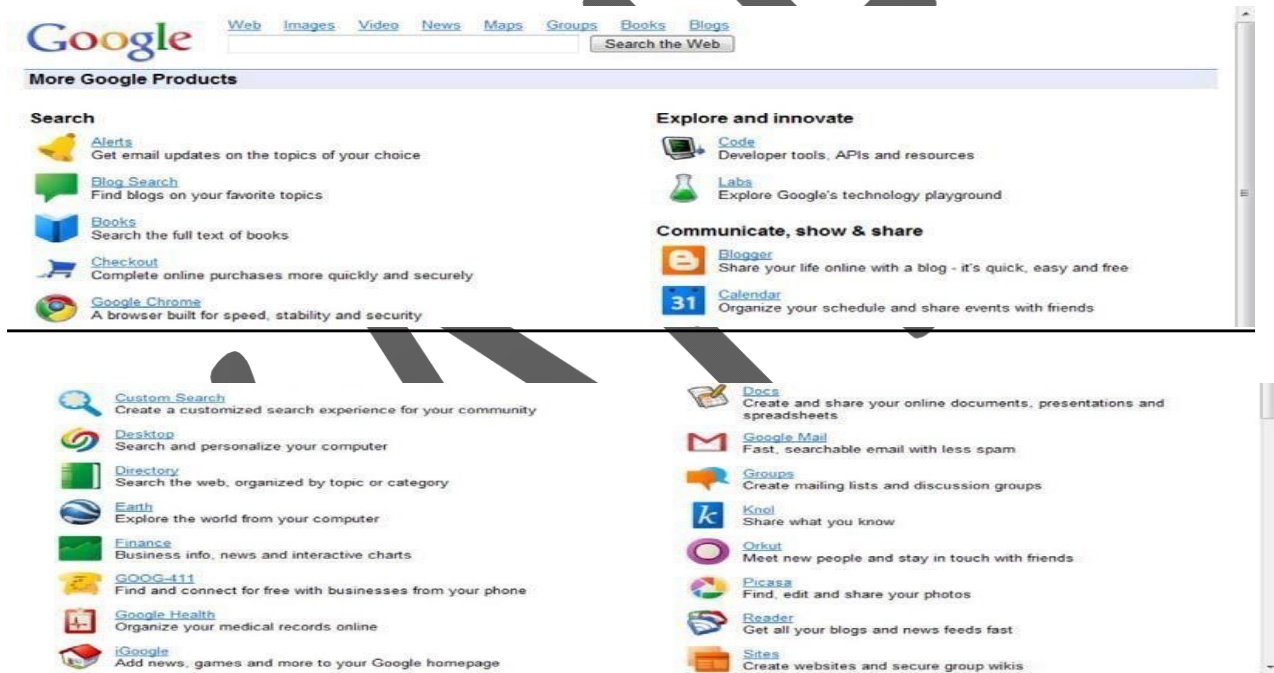 Google
Web Images Video News Maps Groups Books Blogs
Search the Web
More Google Products
Search
Alerts
Get email updates on the topics of your choice
Blog Search
Find blogs on your favorite topics
Books
Search the full text of books
Checkout
Complete online purchases more quickly and securely
Google Chrome
A browser built for speed, stability and security
Explore and innovate
Code
Developer tools, APIs and resources
Labs
Explore Google's technology playground
Communicate, show & share
Blogger
Share your life online with a blog - it's quick, easy and free
31
Calendar
Organize your schedule and share events with friends
Custom Search
Create a customized search experience for your community
Desktop
Search and personalize your computer
Directory
Search the web, organized by topic or category
Earth
Explore the world from your computer
Finance
Business info, news and interactive charts
GOOG-411
Find and connect for free with businesses from your phone
Google Health
Organize your medical records online
iGoogle
Add news, games and more to your Google homepage
Docs
Create and share your online documents, presentations and
spreadsheets
Google Mail
Fast, searchable email with less spam
Groups
Create mailing lists and discussion groups
k
Knol
Share what you know
Orkut
Meet new people and stay in touch with friends
Picasa
Find, edit and share your photos
Reader
Get all your blogs and news feeds fast
Sites
Create websites and secure group wikis